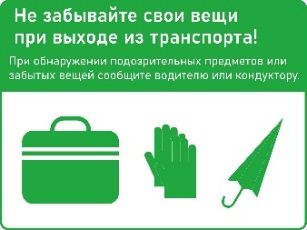 Не забывайте свои вещи
при выходе из транспорта!
При обнаружении подозрительных предметов или
забытых вещей сообщите водителю или кондуктору.